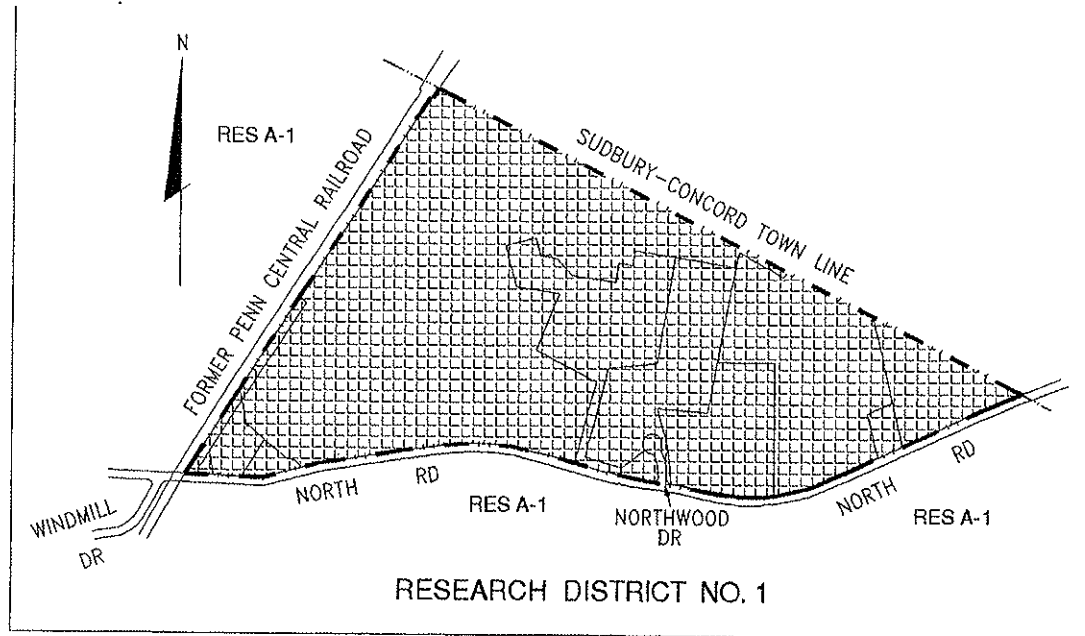 N
RES A-1
FORMER PENN CENTRAL RAILROAD
SUDBURY-CONCORD TOWN LINE
WINDMILL
DR
NORTH RD
RES A-1
NORTHWOOD
DR
NORTH RD
RES A-1
RESEARCH DISTRICT NO. 1